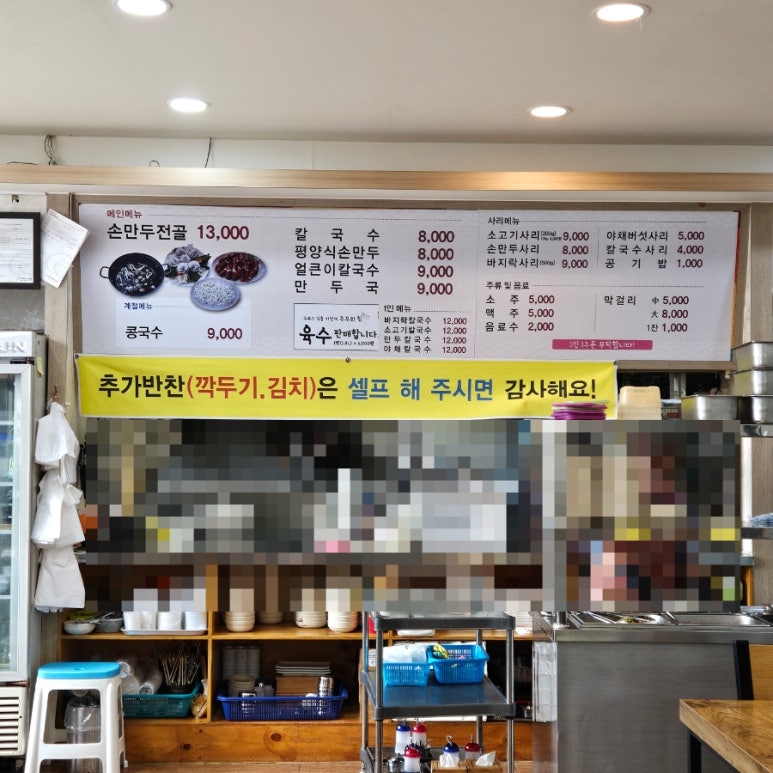 메인메뉴
손만두전골 13,000
계절메뉴
콩국수 9,000
칼국수 8,000
평양식손만두 8,000
얼큰이칼국수 9,000
만두국 9,000
육수 판매합니다
1인 메뉴
바지락칼국수 12,000
소고기칼국수 12,000
만두칼국수 12,000
야채칼국수 12,000
사리메뉴
소고기사리 9,000
손만두사리 8,000
바지락사리 (500g) 9,000
야채버섯사리 5,000
칼국수사리 4,000
공기밥 1,000
주류 및 음료
소주 5,000
맥주 5,000
음료수 2,000
막걸리 中 5,000
大 8,000
1잔 1,000
추가반찬(깍두기.김치)은 셀프 해 주시면 감사해요!